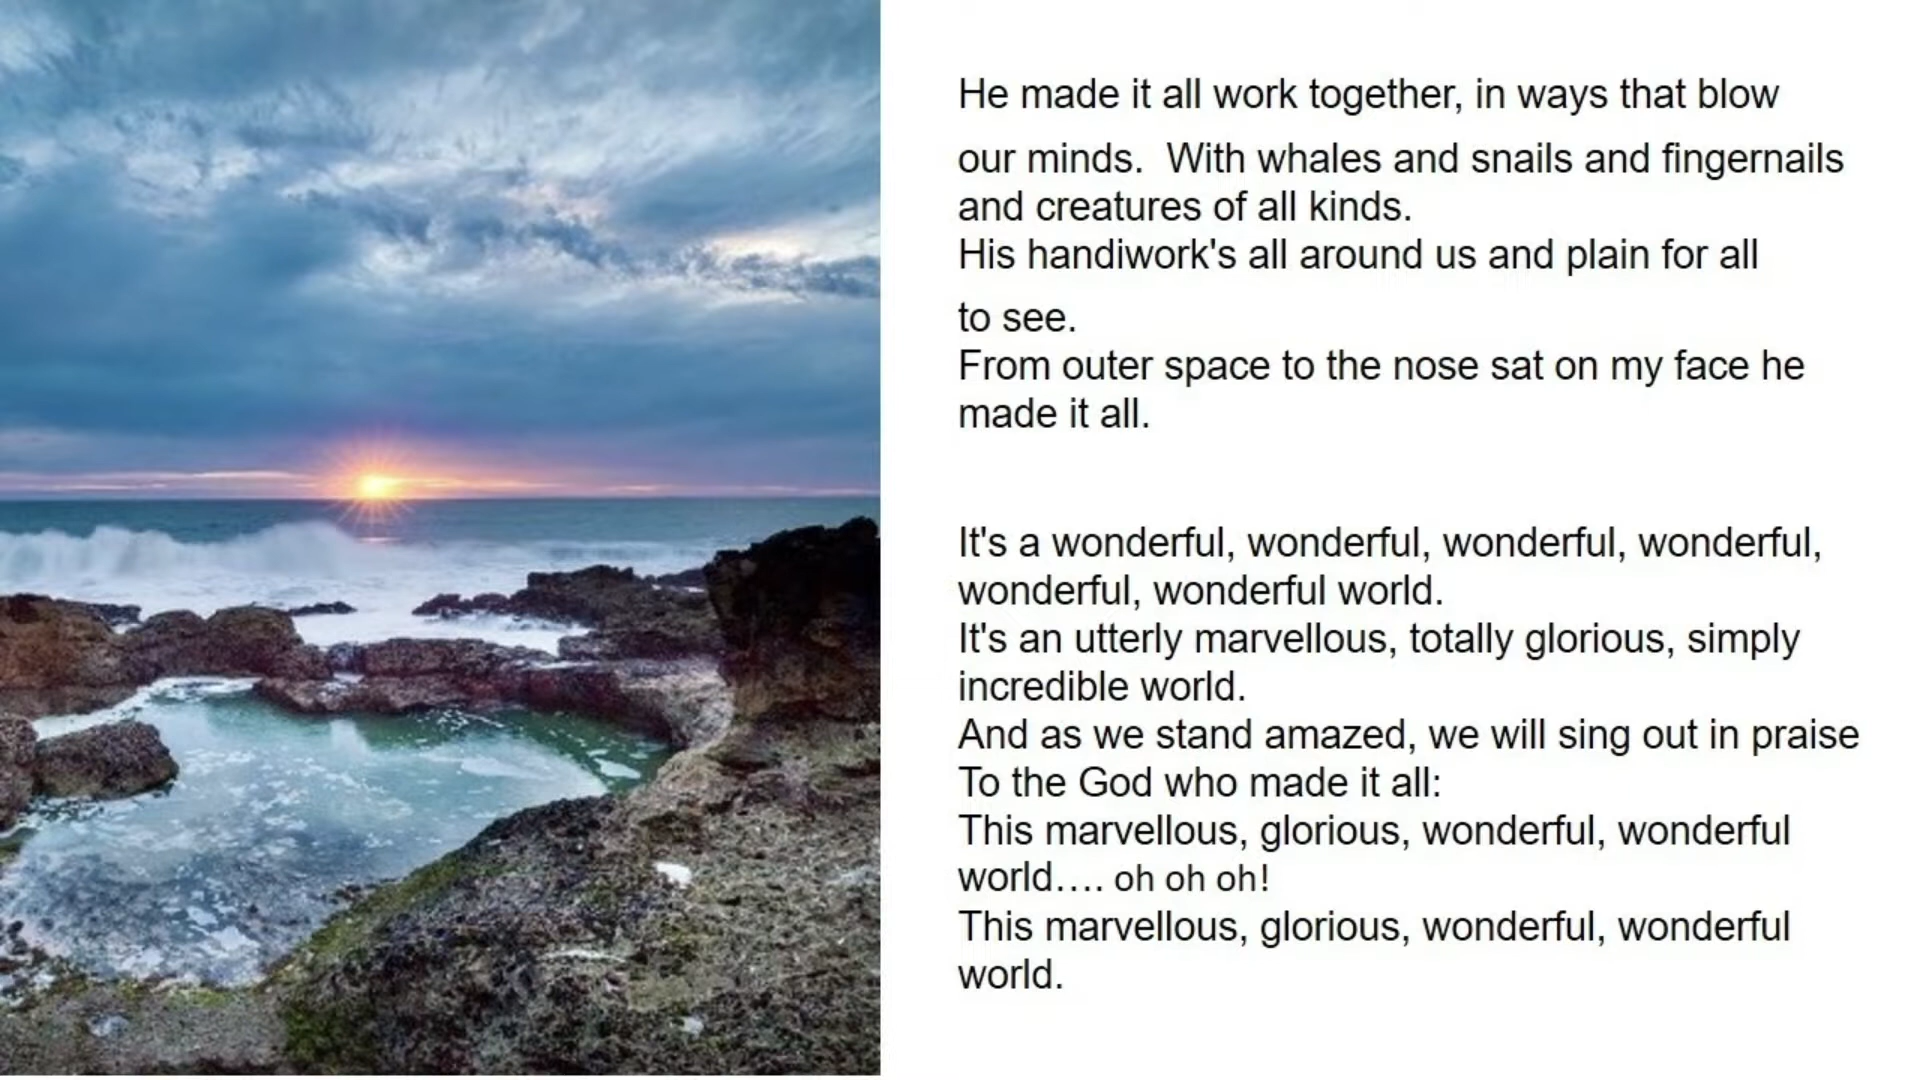 He made it all work together, in ways that blow
our minds.  With whales and snails and fingernails
and creatures of all kinds.
His handiwork's all around us and plain for all
to see.
From outer space to the nose sat on my face he
made it all.
It's a wonderful, wonderful, wonderful, wonderful,
wonderful, wonderful world.
It's an utterly marvellous, totally glorious, simply
incredible world.
And as we stand amazed, we will sing out in praise
To the God who made it all:
This marvellous, glorious, wonderful, wonderful
world…. oh oh oh!
This marvellous, glorious, wonderful, wonderful
world.